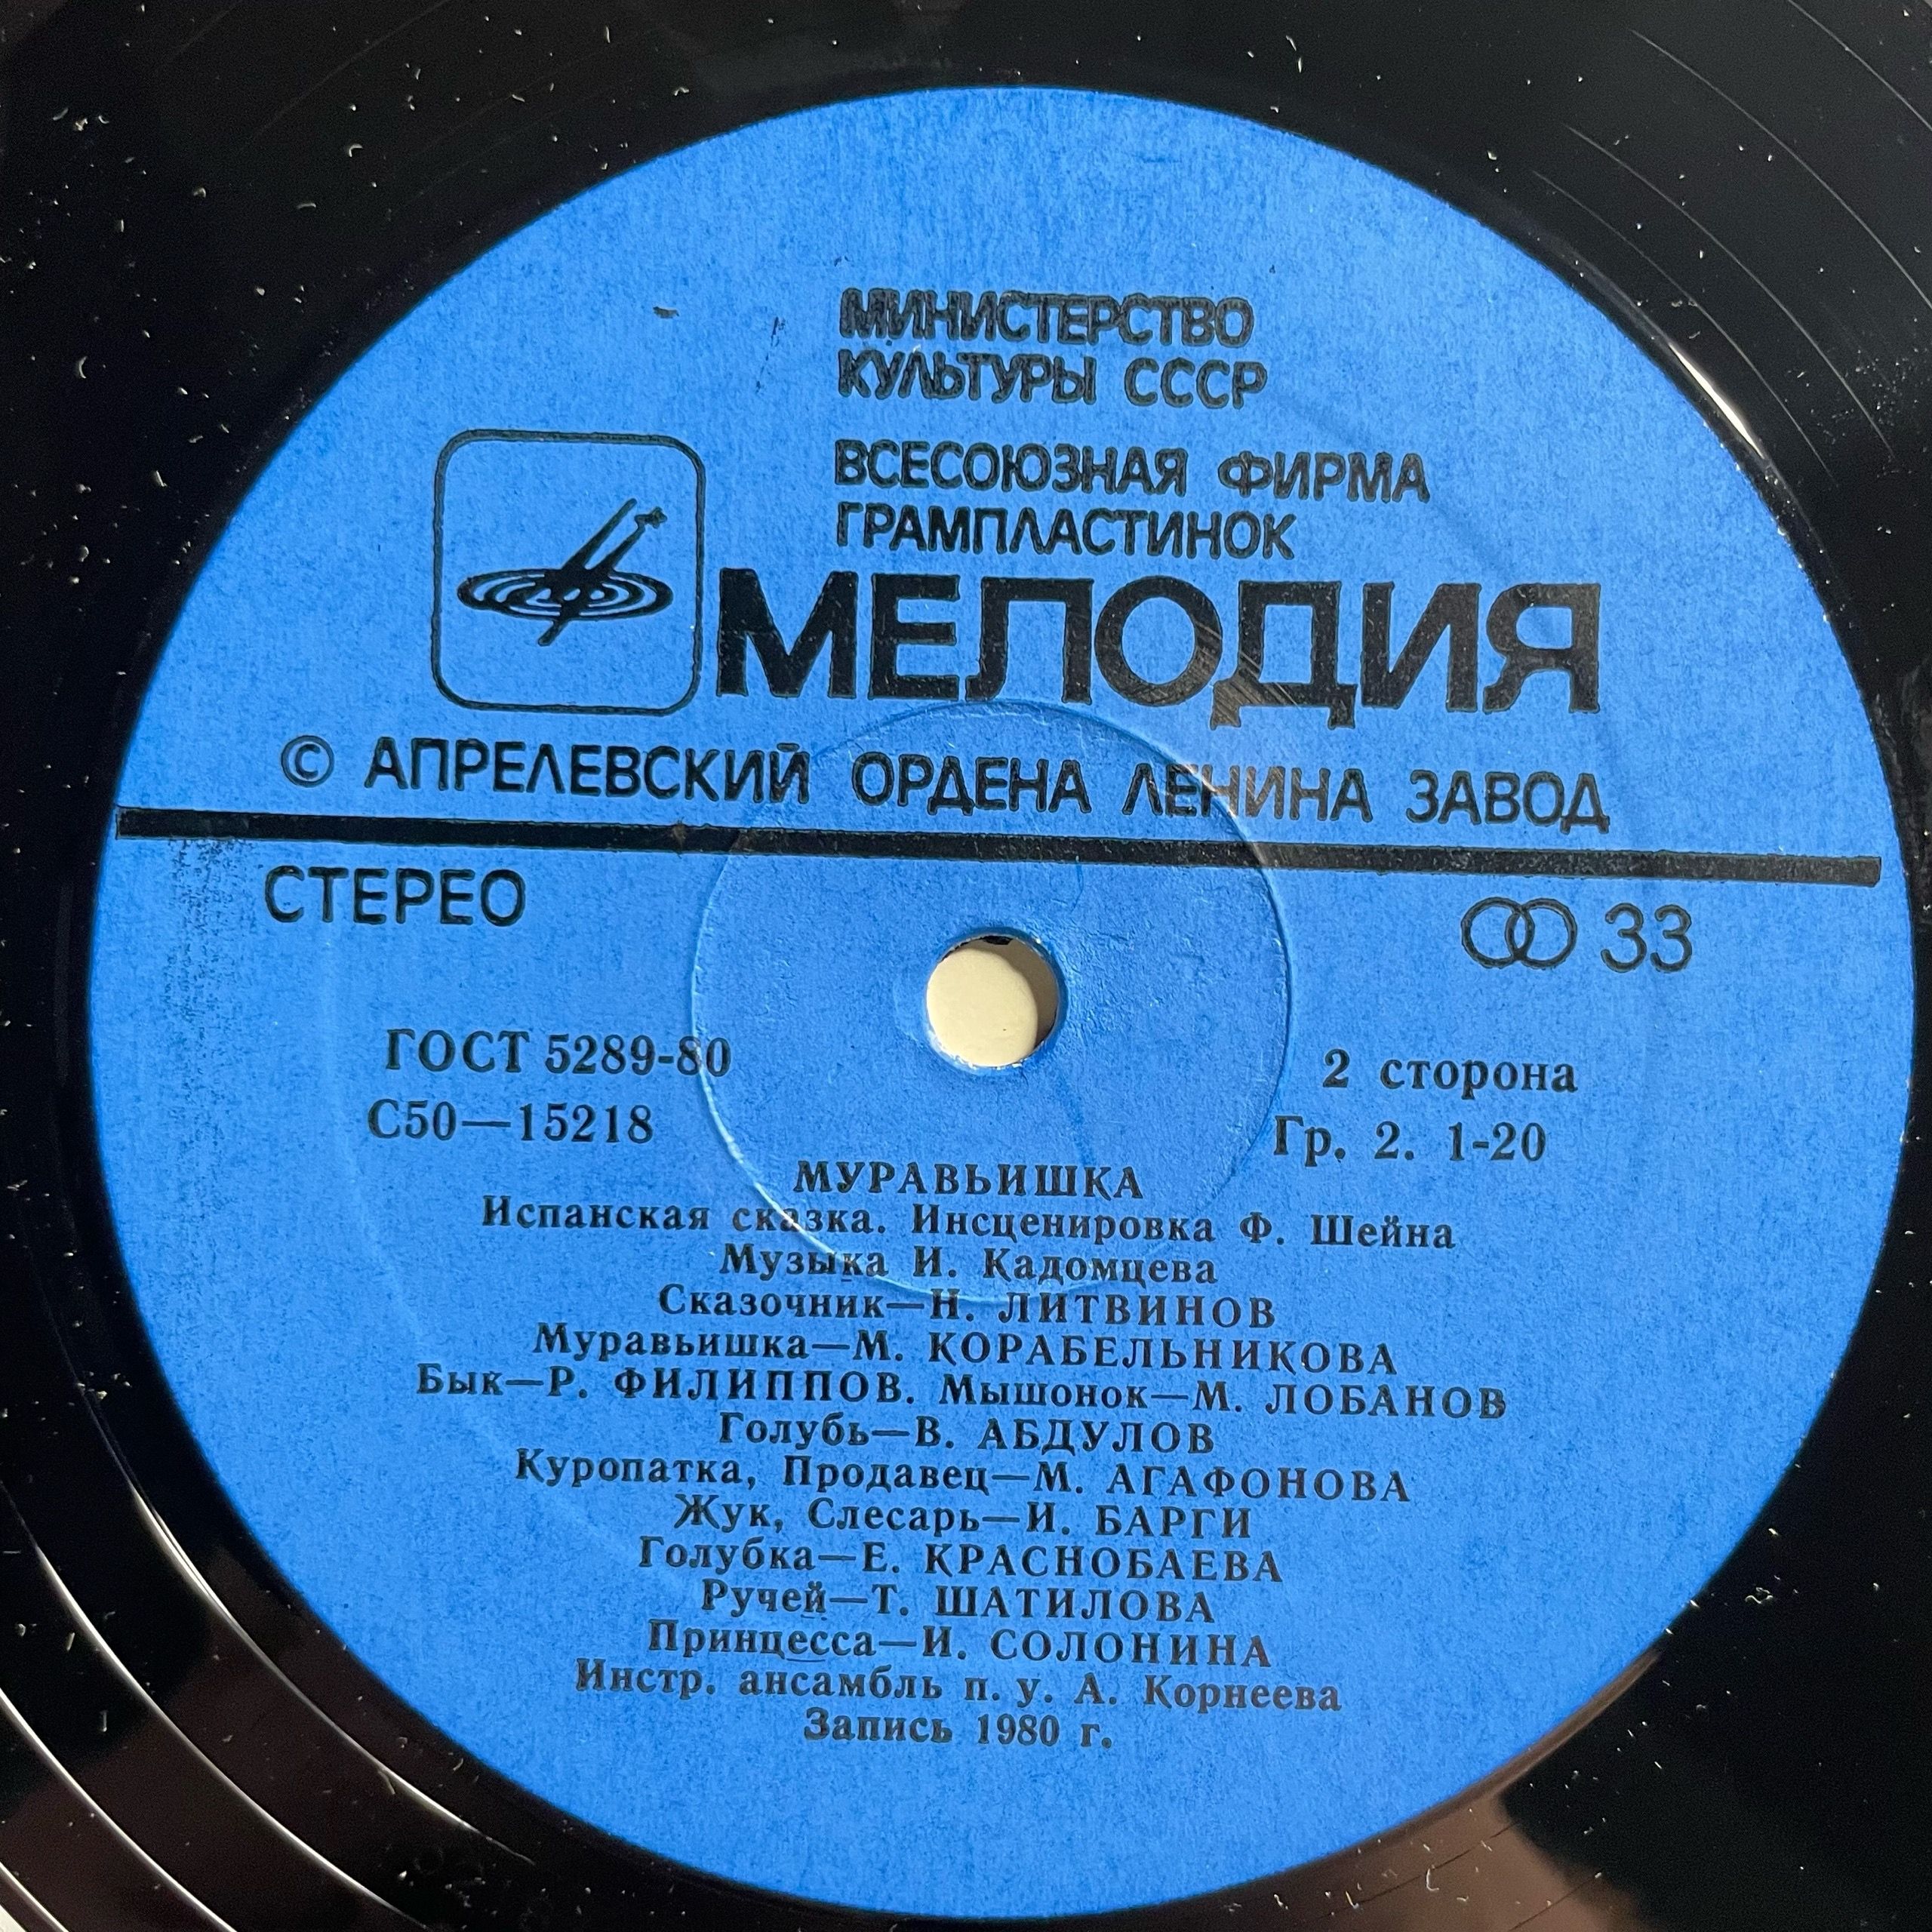 МИНИСТЕРСТВО
КУЛЬТУРЫ СССР
ВСЕСОЮЗНАЯ ФИРМА
ГРАМПЛАСТИНОК
МЕЛОДИЯ
© АПРЕЛЕВСКИЙ ОРДЕНА ЛЕНИНА ЗАВОД
СТЕРЕО
33
ГОСТ 5289-80
2 сторона
С50—15218
Гр. 2. 1-20
МУРАВЬИШКА
Испанская сказка. Инсценировка Ф. Шейна
Музыка И. Кадомцева
Сказочник—Н. ЛИТВИНОВ
Муравьишка—М. КОРАБЕЛЬНИКОВА
Бык—Р. ФИЛИППОВ. Мышонок—М. ЛОБАНОВ
Голубь—В. АБДУЛОВ
Куропатка, Продавец—М. АГАФОНОВА
Жук, Слесарь—И. БАРГИ
Голубка—Е. КРАСНОБАЕВА
Ручей—Т. ШАТИЛОВА
Принцесса—И. СОЛОНИНА
Инстр. ансамбль п. у. А. Корнеева
Запись 1980 г.